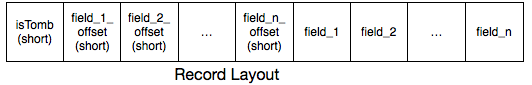 isTomb
(short)
field_1_
offset
(short)
field_2_
offset
(short)
...
field_n_
offset
(short)
field_1
field_2
...
field_n
Record Layout